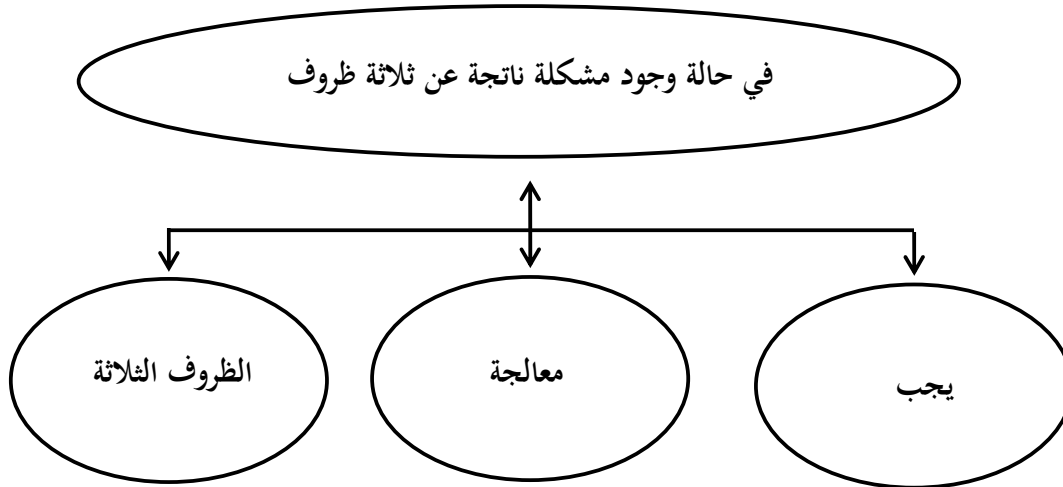 في حالة وجود مشكلة ناتجة عن ثلاثة ظروف
يجب
معالجة
الظروف الثلاثة